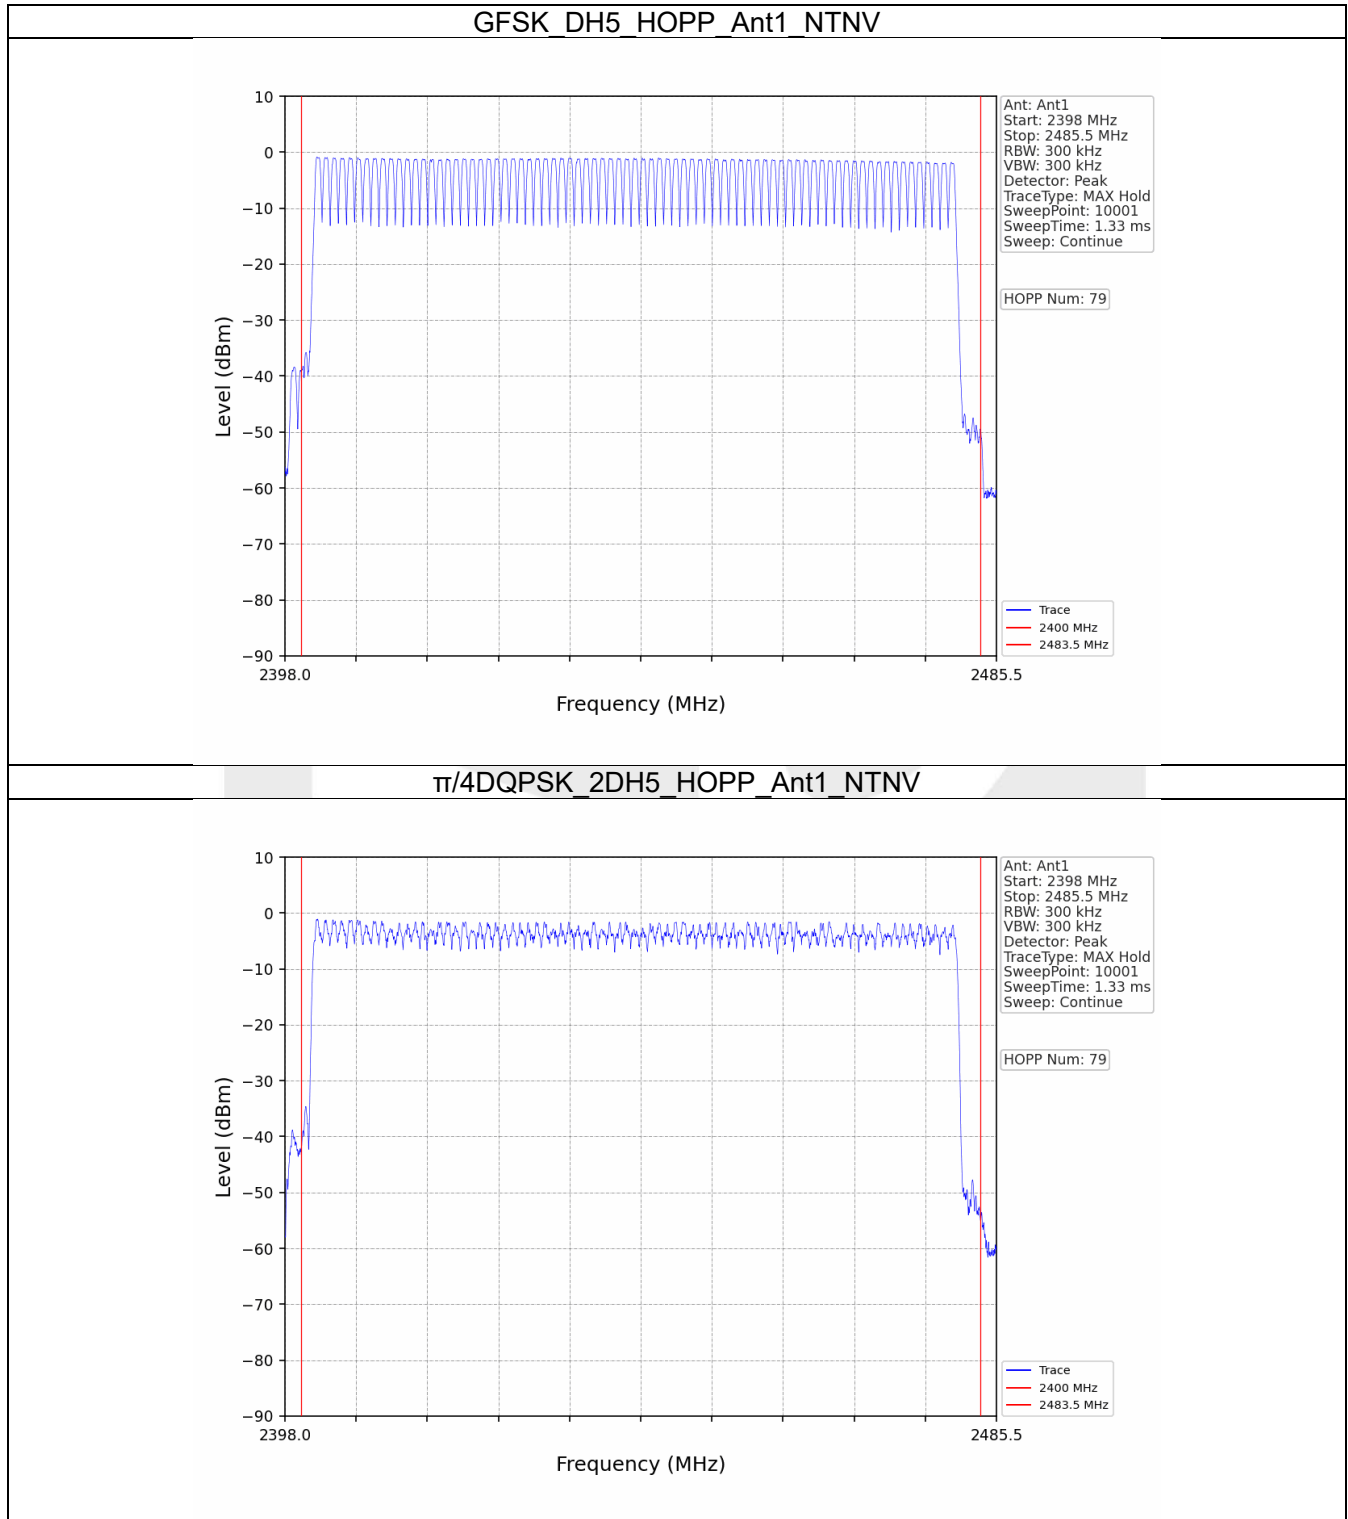 GFSK_DH5_HOPP_Ant1_NTNV
10
0
−10
−20
−30
−40
−50
−60
−70
−80
−90
Level (dBm)
2398.0
2485.5
Frequency (MHz)
Ant: Ant1
Start: 2398 MHz
Stop: 2485.5 MHz
RBW: 300 kHz
VBW: 300 kHz
Detector: Peak
TraceType: MAX Hold
SweepPoint: 10001
SweepTime: 1.33 ms
Sweep: Continue
HOPP Num: 79
Trace
2400 MHz
2483.5 MHz
π/4DQPSK_2DH5_HOPP_Ant1_NTNV
10
0
−10
−20
−30
−40
−50
−60
−70
−80
−90
Level (dBm)
2398.0
2485.5
Frequency (MHz)
Ant: Ant1
Start: 2398 MHz
Stop: 2485.5 MHz
RBW: 300 kHz
VBW: 300 kHz
Detector: Peak
TraceType: MAX Hold
SweepPoint: 10001
SweepTime: 1.33 ms
Sweep: Continue
HOPP Num: 79
Trace
2400 MHz
2483.5 MHz